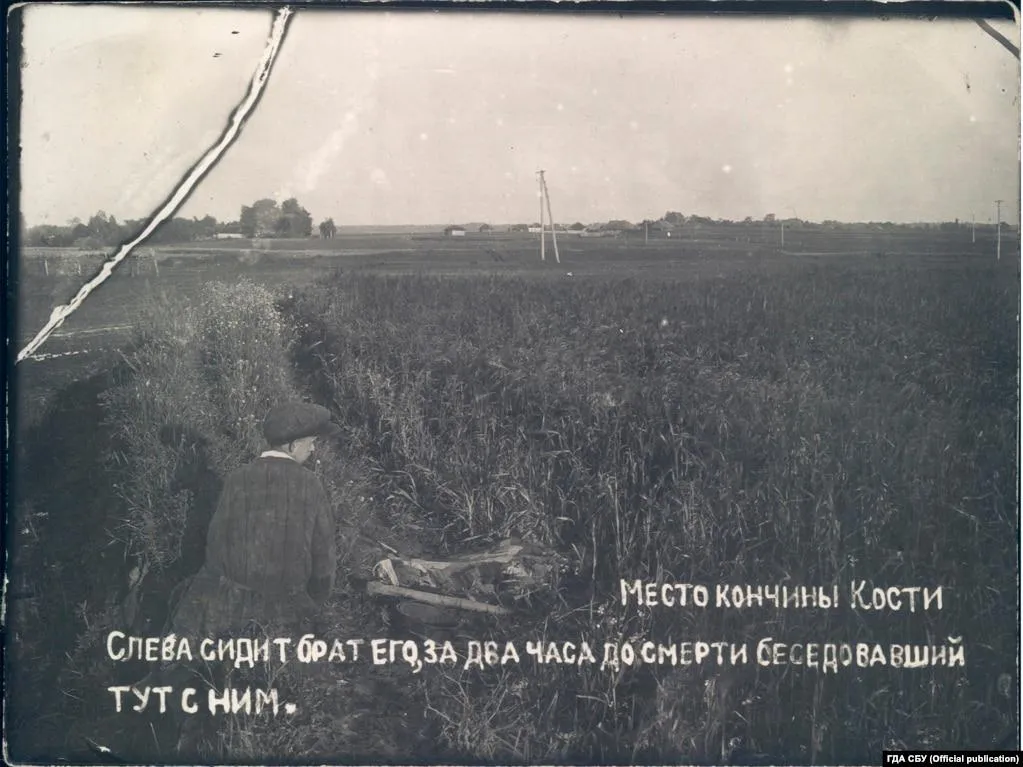 Место кончины Кости
Слева сидит брат его, за два часа до смерти беседовавший
тут с ним.
ГДА СБУ (Official publication)